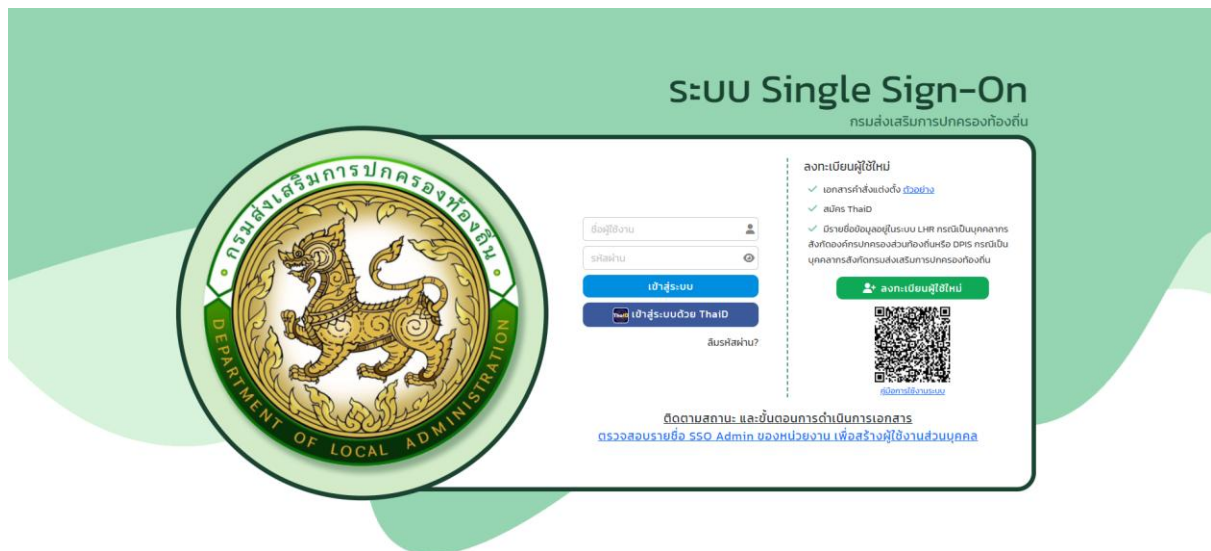 ระบบ Single Sign-On
กรมส่งเสริมการปกครองท้องถิ่น
กรมส่งเสริมการปกครองท้องถิ่น
DEPARTMENT OF LOCAL ADMINISTRATION
ชื่อผู้ใช้งาน
รหัสผ่าน
เข้าสู่ระบบ
ThaID เข้าสู่ระบบด้วย ThaID
ลืมรหัสผ่าน?
ลงทะเบียนผู้ใช้ใหม่
เอกสารคำสั่งแต่งตั้ง ตัวอย่าง
สมัคร ThaiD
มีรายชื่อข้อมูลอยู่ในระบบ LHR กรณีเป็นบุคคลากร
สังกัดองค์กรปกครองส่วนท้องถิ่นหรือ DPIS กรณีเป็น
บุคลากรสังกัดกรมส่งเสริมการปกครองท้องถิ่น
ลงทะเบียนผู้ใช้ใหม่
คู่มือการใช้งานระบบ
ติดตามสถานะ และขั้นตอนการดำเนินการเอกสาร
ตรวจสอบรายชื่อ SSO Admin ของหน่วยงาน เพื่อสร้างผู้ใช้งานส่วนบุคคล